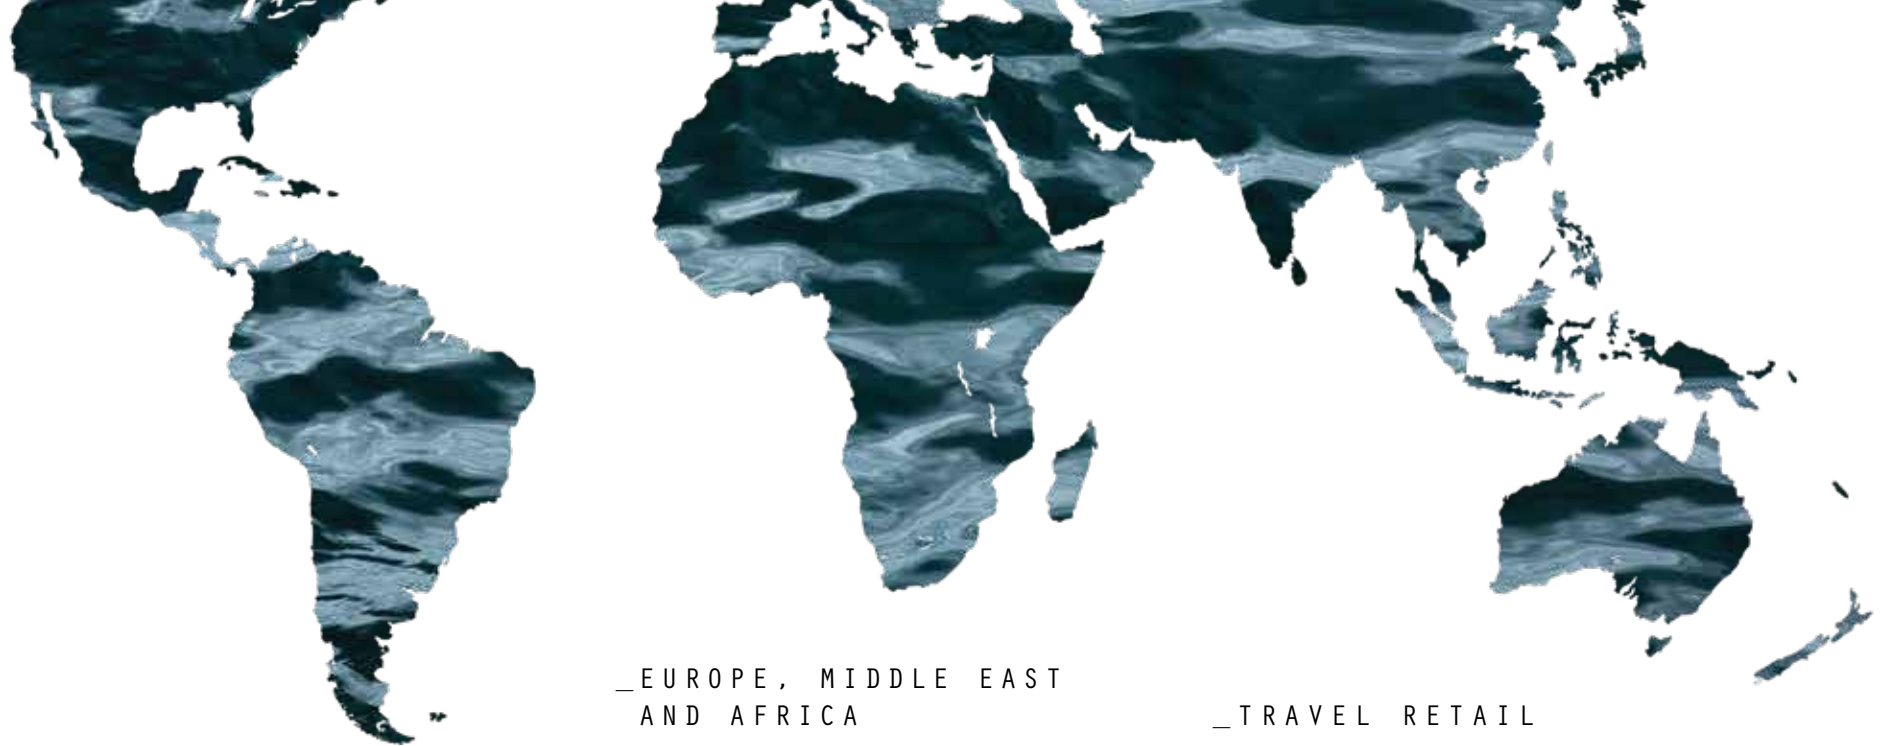 _EUROPE, MIDDLE EAST
AND AFRICA
_TRAVEL RETAIL